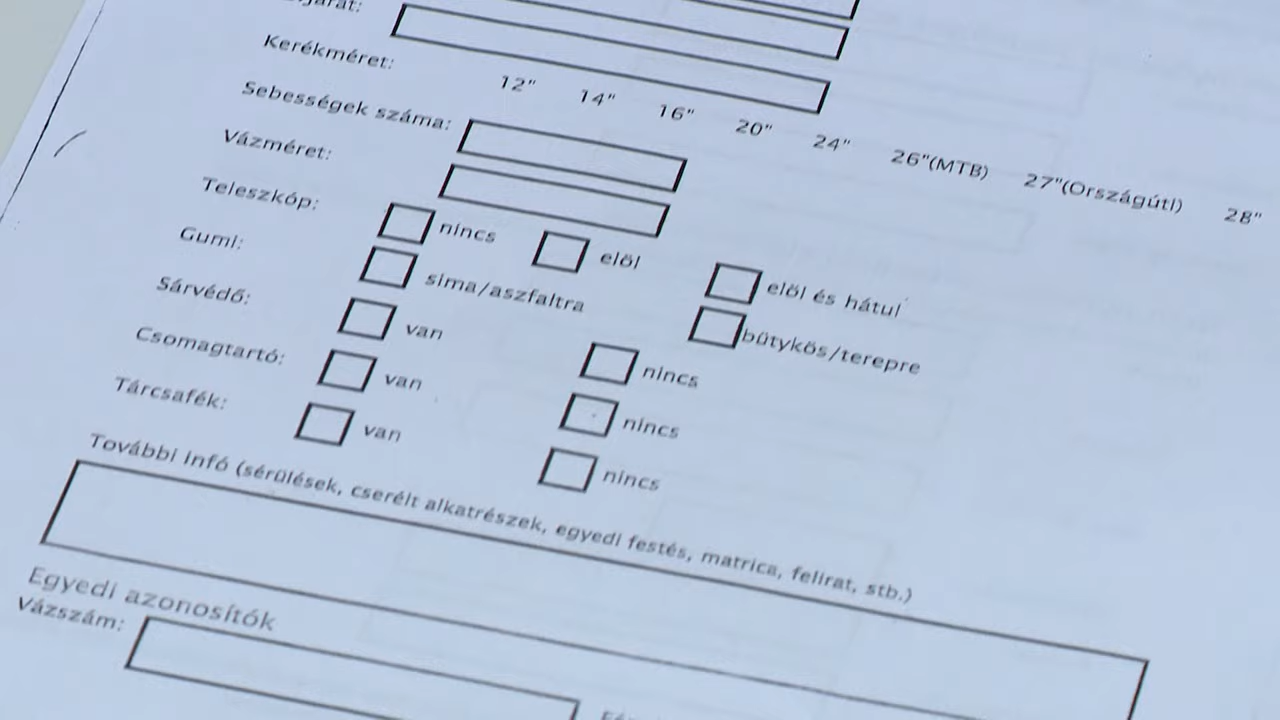 Kerékméret: 12" 14" 16" 20" 24" 26"(MTB) 27"(Országúti) 28"
Sebességek száma:
Vázméret:
Teleszkóp: nincs elöl elöl és hátul
Gumi: sima/aszfaltra bütykös/terepre
Sárvédő: van nincs
Csomagtartó: van nincs
Tárcsafék: van nincs
További infó (sérülések, cserélt alkatrészek, egyedi festés, matrica, felirat, stb.)
Egyedi azonosítók
Vázszám: